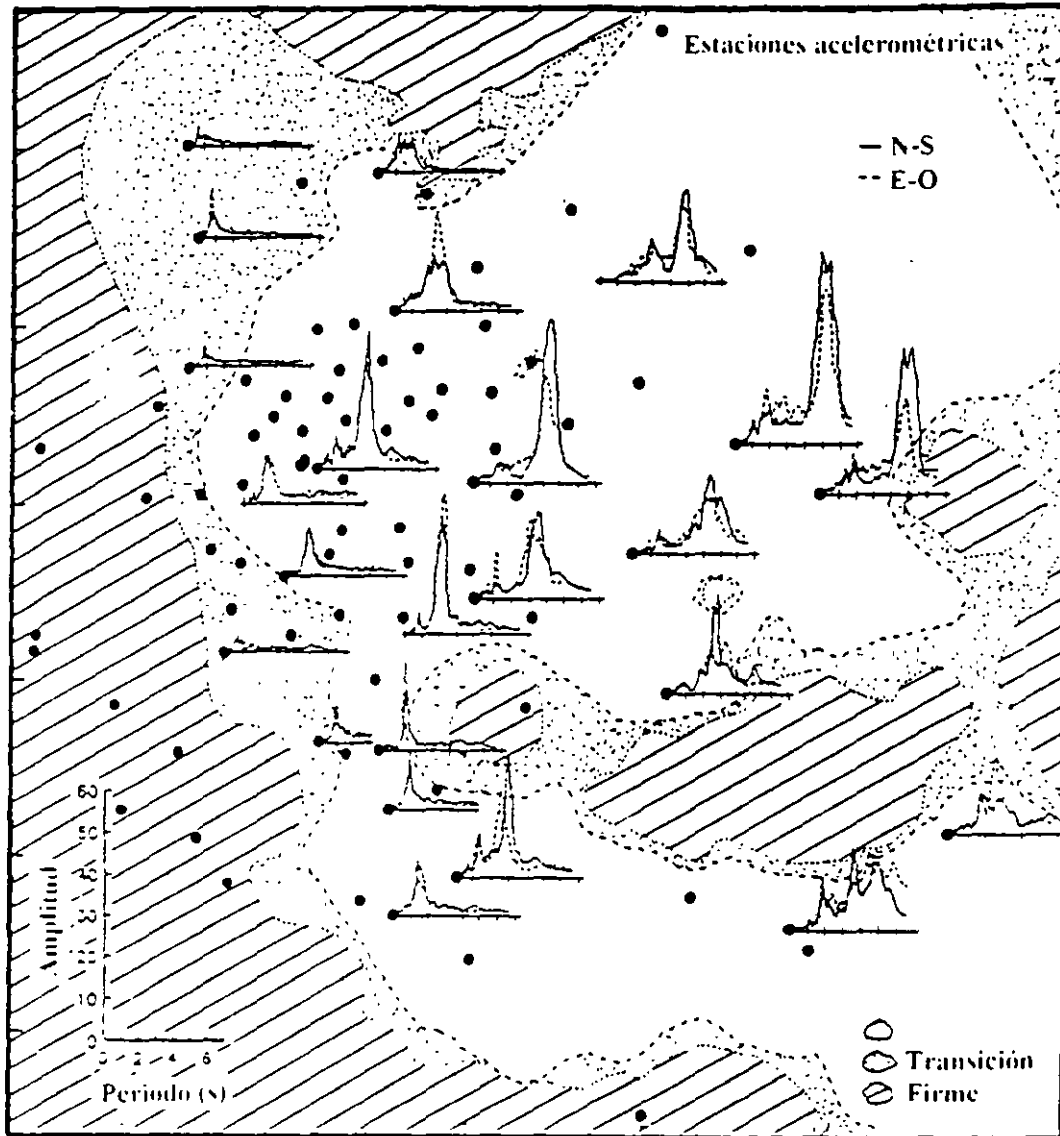 Estaciones acelerométricas
N-S
E-O
60
50
40
30
20
10
0
Amplitud
0 2 4 6
Periodo (s)
Transición
Firme